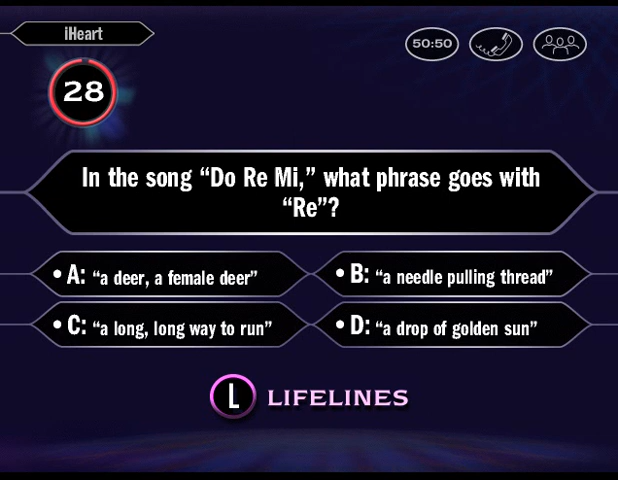 iHeart
50:50
28
In the song “Do Re Mi,” what phrase goes with
“Re”?
• A: “a deer, a female deer”
• B: “a needle pulling thread”
• C: “a long, long way to run”
• D: “a drop of golden sun”
L LIFELINES